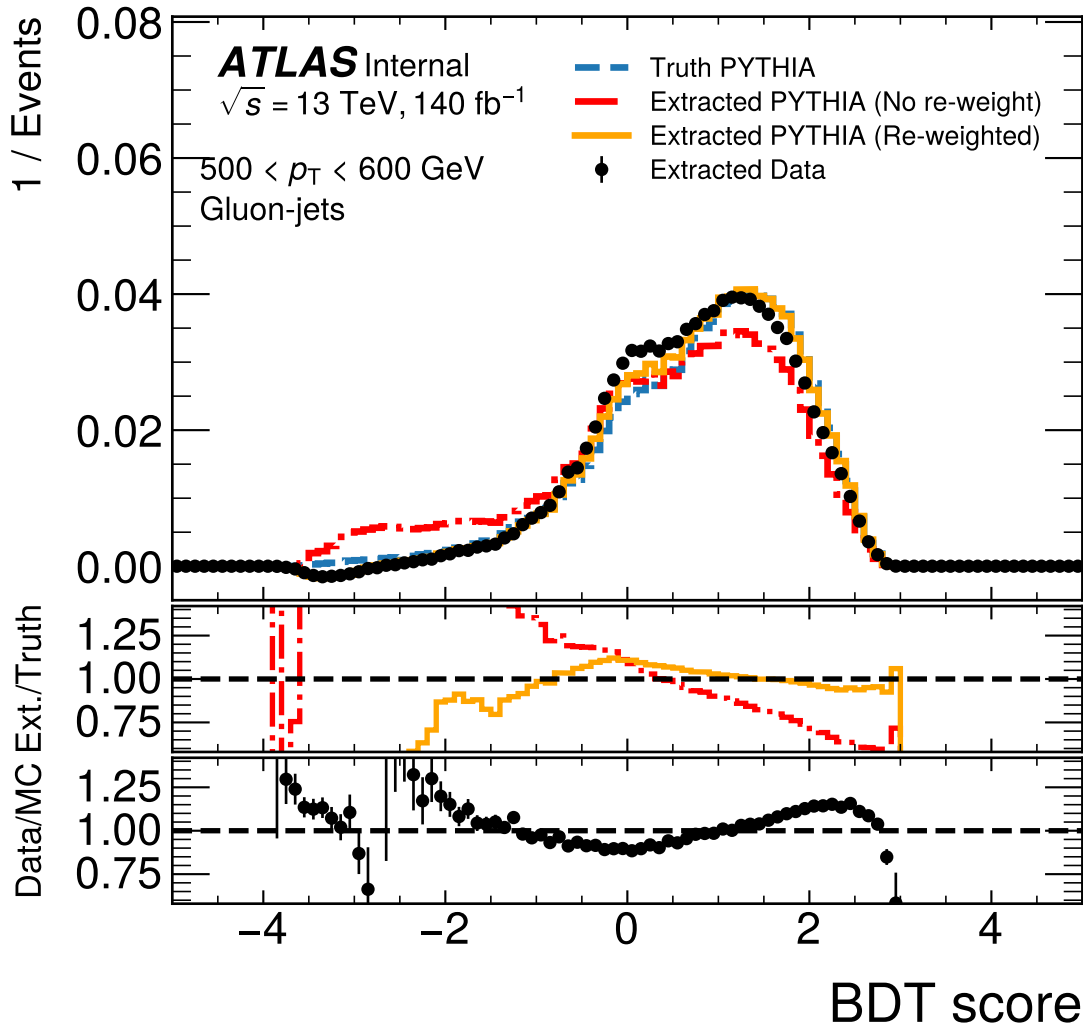 1 / Events
0.08
0.06
0.04
0.02
0.00
ATLAS Internal
√s = 13 TeV, 140 fb⁻¹
500 < pT < 600 GeV
Gluon-jets
Truth PYTHIA
Extracted PYTHIA (No re-weight)
Extracted PYTHIA (Re-weighted)
Extracted Data
Ext./Truth
1.25
1.00
0.75
Data/MC
1.25
1.00
0.75
−4 −2 0 2 4
BDT score